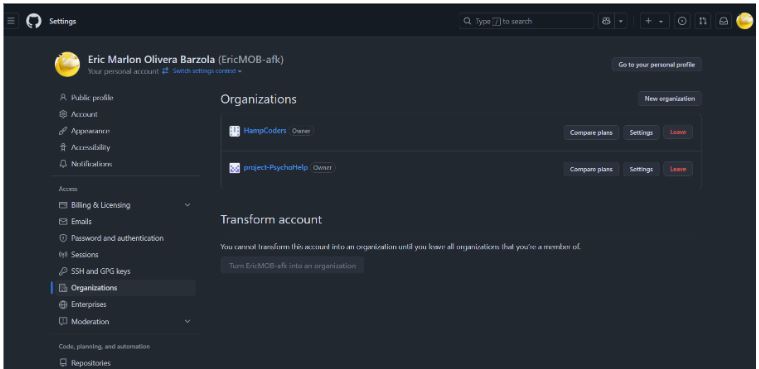 Settings
Type / to search
Eric Marlon Olivera Barzola (EricMOB-afk)
Your personal account Switch settings context
Go to your personal profile
Public profile
Account
Appearance
Accessibility
Notifications
Access
Billing & Licensing
Emails
Password and authentication
Sessions
SSH and GPG keys
Organizations
Enterprises
Moderation
Code, planning, and automation
Repositories
Organizations
New organization
HampCoders Owner
Compare plans Settings Leave
project-PsychoHelp Owner
Compare plans Settings Leave
Transform account
You cannot transform this account into an organization until you leave all organizations that you're a member of.
Turn EricMOB-afk into an organization